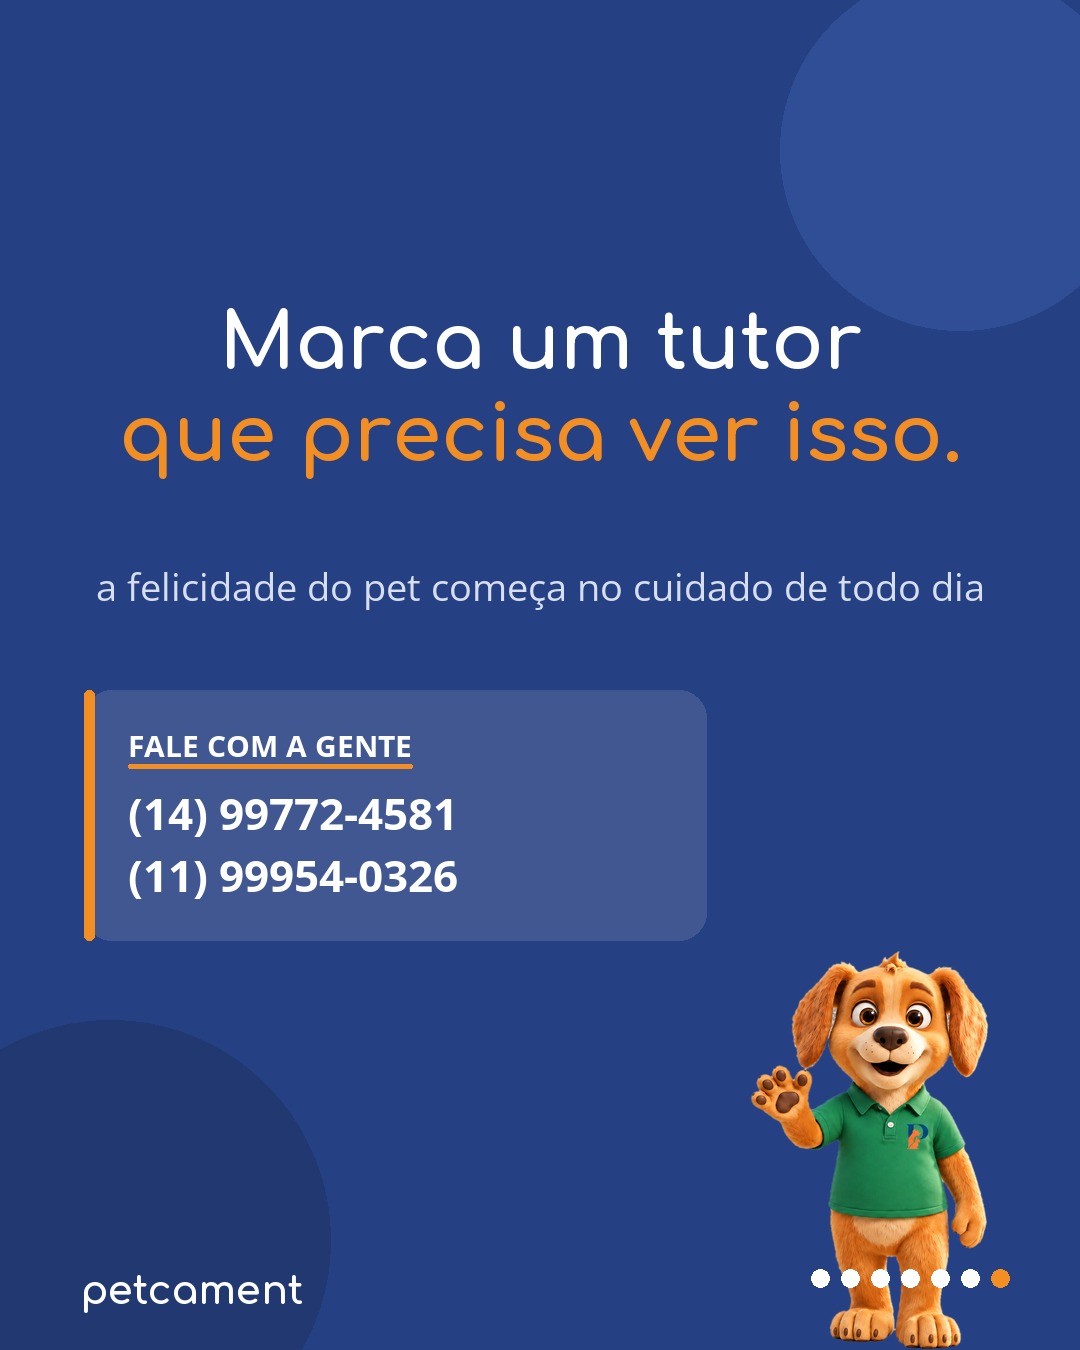 Marca um tutor
que precisa ver isso.
a felicidade do pet começa no cuidado de todo dia
FALE COM A GENTE
(14) 99772-4581
(11) 99954-0326
P
petcament